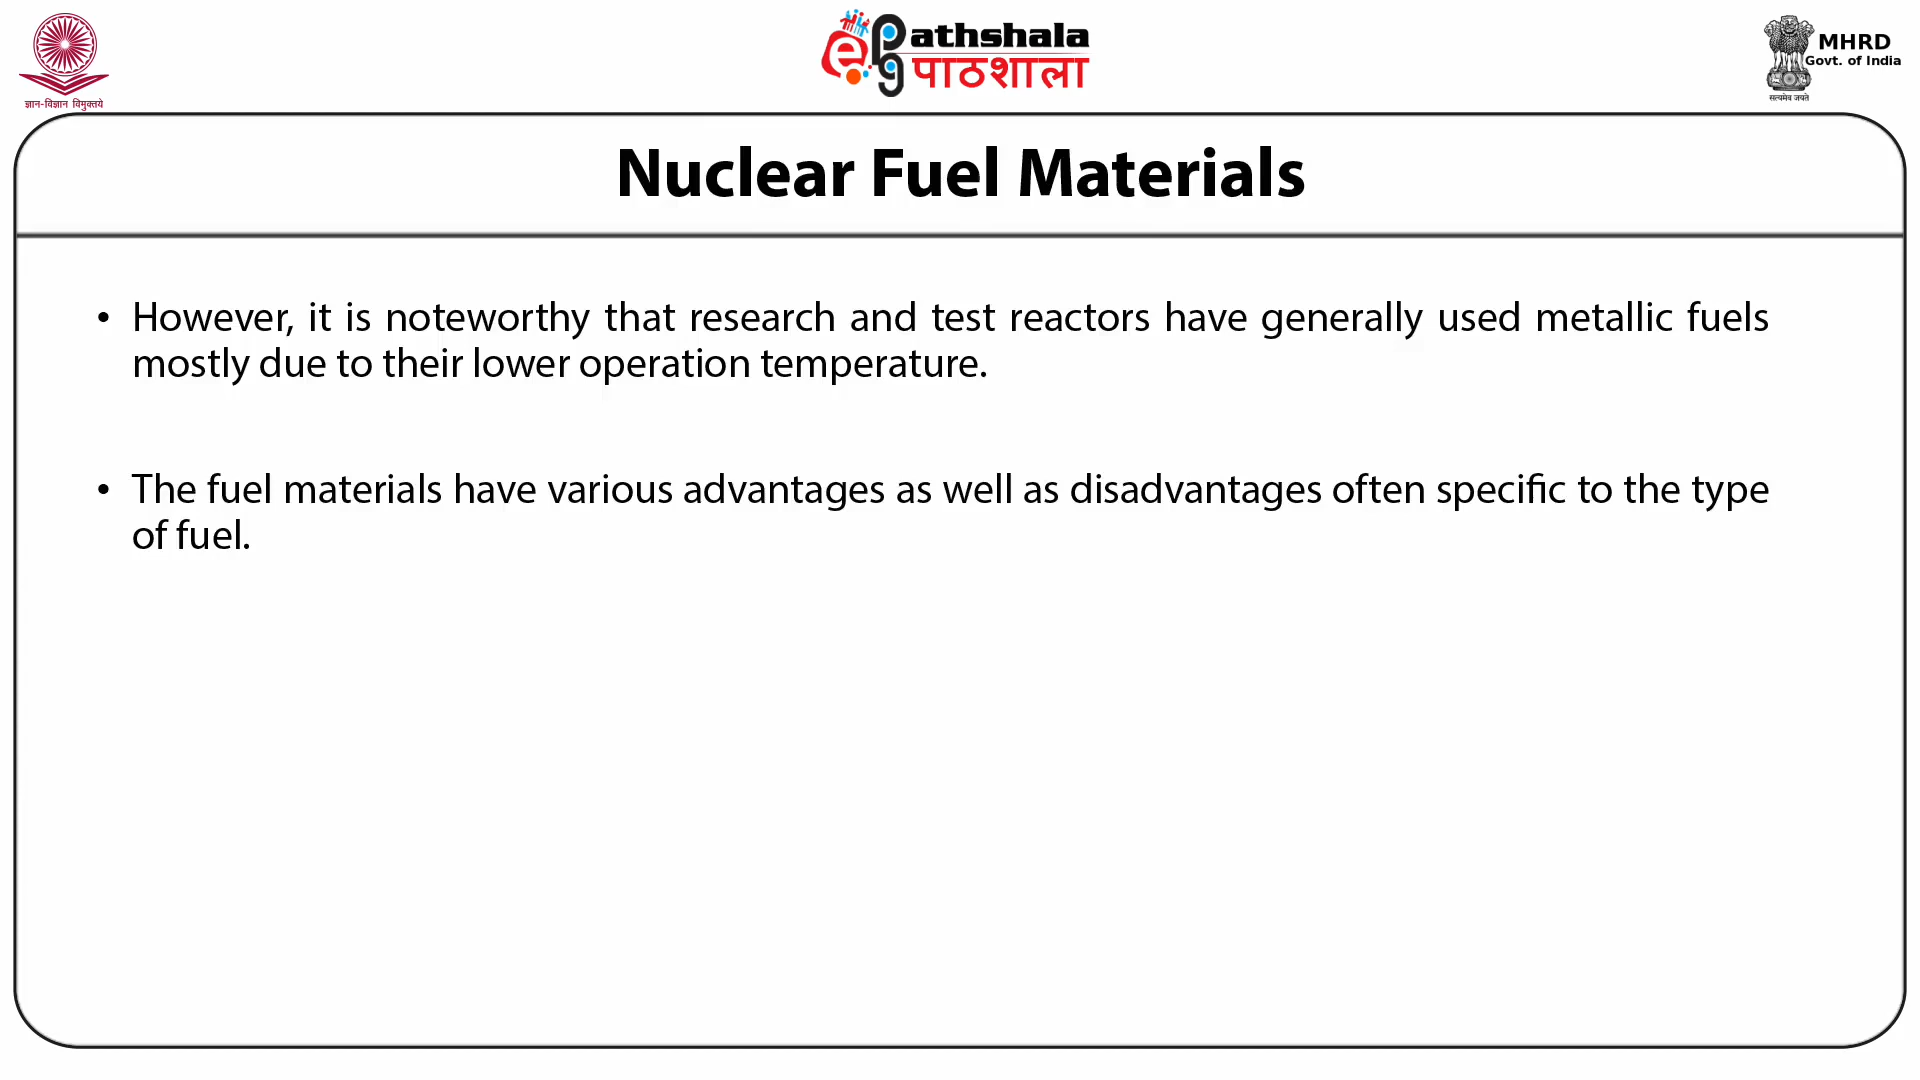 ज्ञान-विज्ञान विमुक्तये
ePG athshala
पाठशाला
MHRD
Govt. of India
सत्यमेव जयते
Nuclear Fuel Materials
• However, it is noteworthy that research and test reactors have generally used metallic fuels
mostly due to their lower operation temperature.
• The fuel materials have various advantages as well as disadvantages often specific to the type
of fuel.